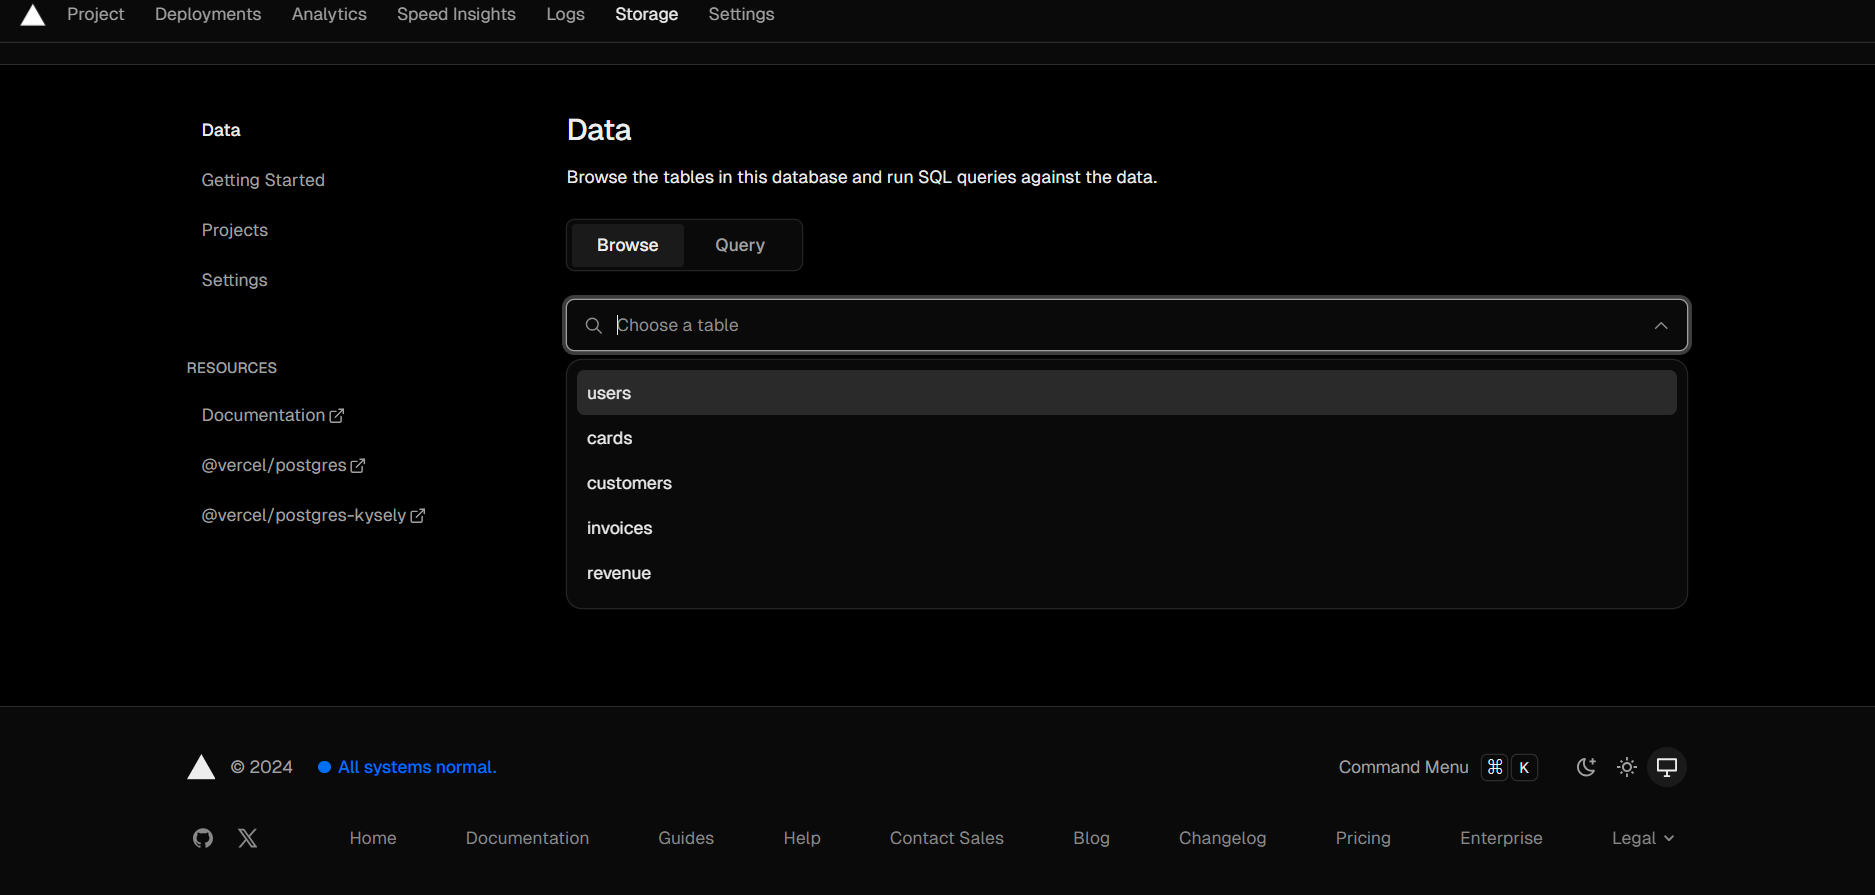 Project Deployments Analytics Speed Insights Logs Storage Settings
Data
Getting Started
Projects
Settings
RESOURCES
Documentation
@vercel/postgres
@vercel/postgres-kysely
Data
Browse the tables in this database and run SQL queries against the data.
Browse Query
Choose a table
users
cards
customers
invoices
revenue
© 2024 All systems normal. Command Menu ⌘ K
Home Documentation Guides Help Contact Sales Blog Changelog Pricing Enterprise Legal